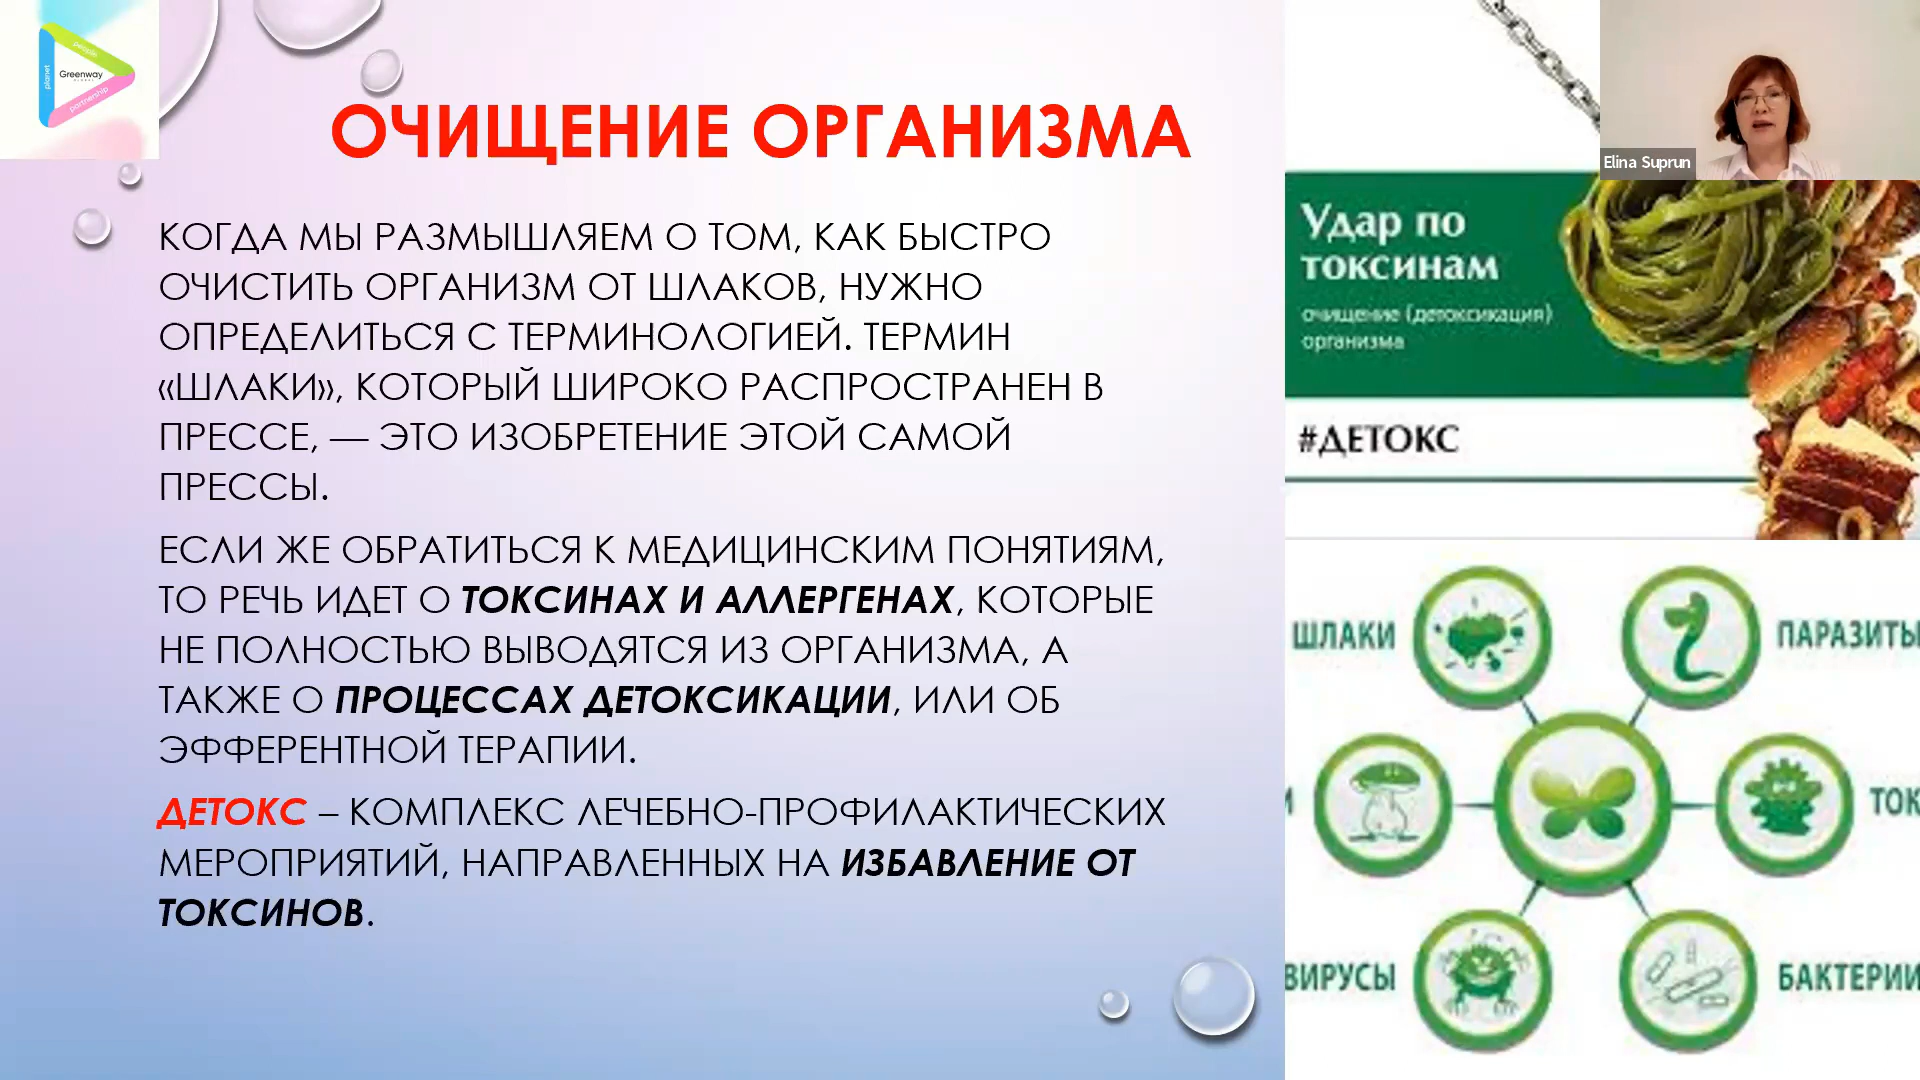 people
planet
Greenway
GLOBAL
partnership
ОЧИЩЕНИЕ ОРГАНИЗМА
КОГДА МЫ РАЗМЫШЛЯЕМ О ТОМ, КАК БЫСТРО
ОЧИСТИТЬ ОРГАНИЗМ ОТ ШЛАКОВ, НУЖНО
ОПРЕДЕЛИТЬСЯ С ТЕРМИНОЛОГИЕЙ. ТЕРМИН
«ШЛАКИ», КОТОРЫЙ ШИРОКО РАСПРОСТРАНЕН В
ПРЕССЕ, — ЭТО ИЗОБРЕТЕНИЕ ЭТОЙ САМОЙ
ПРЕССЫ.
ЕСЛИ ЖЕ ОБРАТИТЬСЯ К МЕДИЦИНСКИМ ПОНЯТИЯМ,
ТО РЕЧЬ ИДЕТ О ТОКСИНАХ И АЛЛЕРГЕНАХ, КОТОРЫЕ
НЕ ПОЛНОСТЬЮ ВЫВОДЯТСЯ ИЗ ОРГАНИЗМА, А
ТАКЖЕ О ПРОЦЕССАХ ДЕТОКСИКАЦИИ, ИЛИ ОБ
ЭФФЕРЕНТНОЙ ТЕРАПИИ.
ДЕТОКС – КОМПЛЕКС ЛЕЧЕБНО-ПРОФИЛАКТИЧЕСКИХ
МЕРОПРИЯТИЙ, НАПРАВЛЕННЫХ НА ИЗБАВЛЕНИЕ ОТ
ТОКСИНОВ.
Elina Suprun
Удар по
токсинам
очищение (детоксикация)
организма
#ДЕТОКС
ШЛАКИ
ПАРАЗИТЫ
ТОК
ВИРУСЫ
БАКТЕРИИ